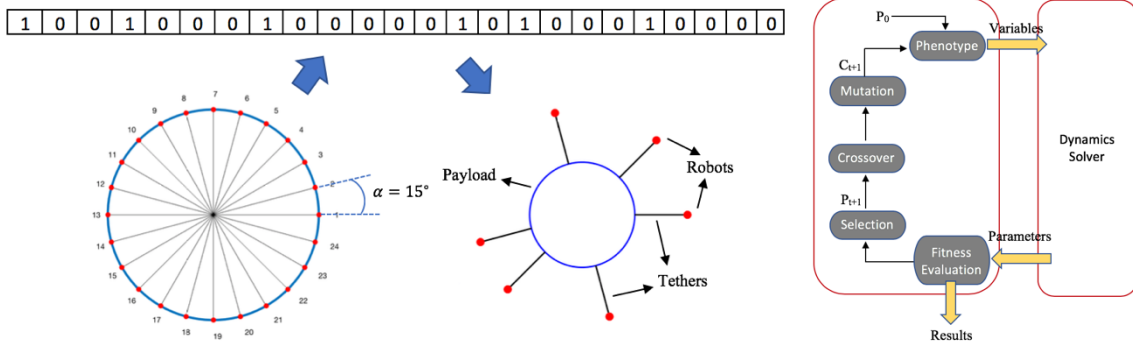 1 0 0 1 0 0 0 1 0 0 0 0 0 1 0 1 0 0 0 1 0 0 0 0
7
8
6
9
5
10
4
11
3
12
2
α = 15°
13
1
14
24
15
23
16
22
17
21
18
20
19
Payload
Robots
Tethers
P0
Variables
Phenotype
Ct+1
Mutation
Crossover
Pt+1
Selection
Fitness
Evaluation
Parameters
Results
Dynamics
Solver